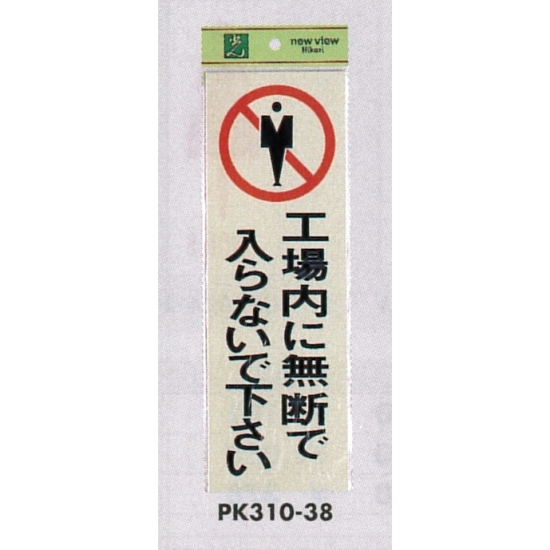 new view
Hikari
工場内に無断で
入らないで下さい
PK310-38